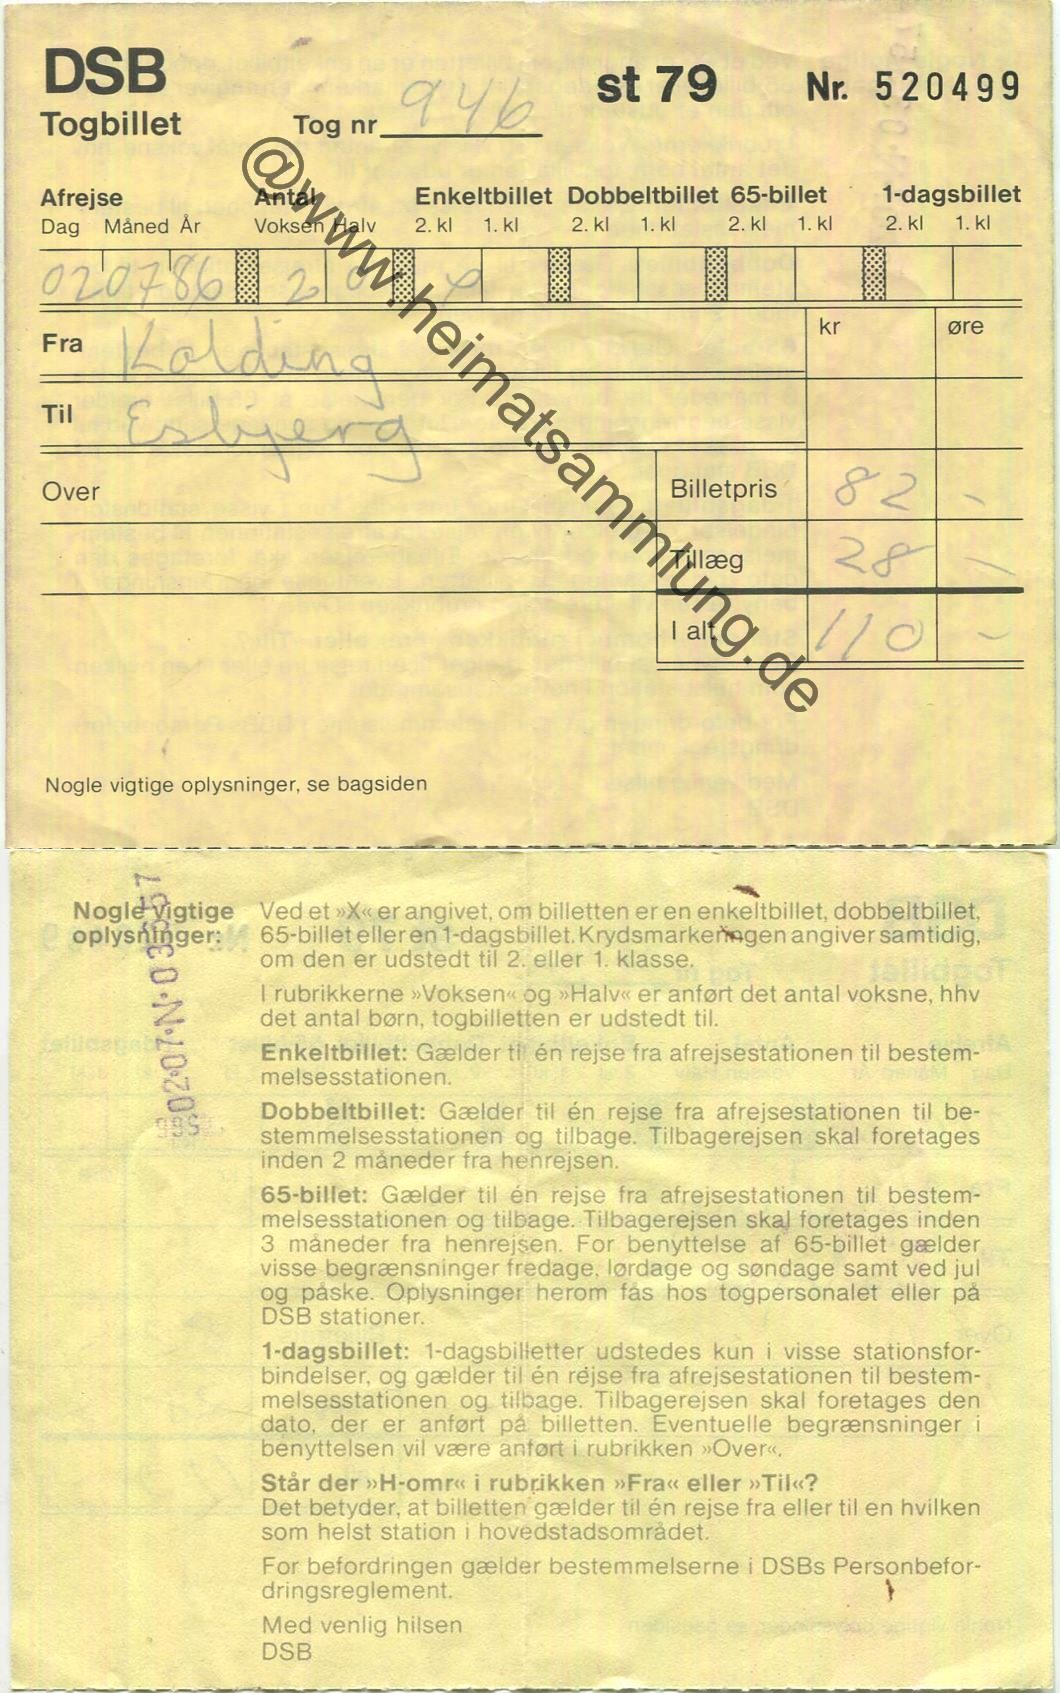 DSB
Togbillet
Tog nr 946
st 79
Nr. 520499
Afrejse Antal Enkeltbillet Dobbeltbillet 65-billet 1-dagsbillet
Dag Måned År Voksen Halv 2. kl 1. kl 2. kl 1. kl 2. kl 1. kl 2. kl 1. kl
020786 2 0 x
kr øre
Fra Kolding
Til Esbjerg
Over
Billetpris 82 -
Tillæg 28 -
I alt 110 -
Nogle vigtige oplysninger, se bagsiden
@www.heimatsammlung.de
Nogle vigtige
oplysninger:
02·07·N·03
Ved et »X« er angivet, om billetten er en enkeltbillet, dobbeltbillet,
65-billet eller en 1-dagsbillet. Krydsmarkeringen angiver samtidig,
om den er udstedt til 2. eller 1. klasse.
I rubrikkerne »Voksen« og »Halv« er anført det antal voksne, hhv
det antal børn, togbilletten er udstedt til.
Enkeltbillet: Gælder til én rejse fra afrejsestationen til bestem-
melsesstationen.
Dobbeltbillet: Gælder til én rejse fra afrejsestationen til be-
stemmelsesstationen og tilbage. Tilbagerejsen skal foretages
inden 2 måneder fra henrejsen.
65-billet: Gælder til én rejse fra afrejsestationen til bestem-
melsesstationen og tilbage. Tilbagerejsen skal foretages inden
3 måneder fra henrejsen. For benyttelse af 65-billet gælder
visse begrænsninger fredage, lørdage og søndage samt ved jul
og påske. Oplysninger herom fås hos togpersonalet eller på
DSB stationer.
1-dagsbillet: 1-dagsbilletter udstedes kun i visse stationsfor-
bindelser, og gælder til én rejse fra afrejsestationen til bestem-
melsesstationen og tilbage. Tilbagerejsen skal foretages den
dato, der er anført på billetten. Eventuelle begrænsninger i
benyttelsen vil være anført i rubrikken »Over«.
Står der »H-omr« i rubrikken »Fra« eller »Til«?
Det betyder, at billetten gælder til én rejse fra eller til en hvilken
som helst station i hovedstadsområdet.
For befordringen gælder bestemmelserne i DSBs Personbefor-
dringsreglement.
Med venlig hilsen
DSB